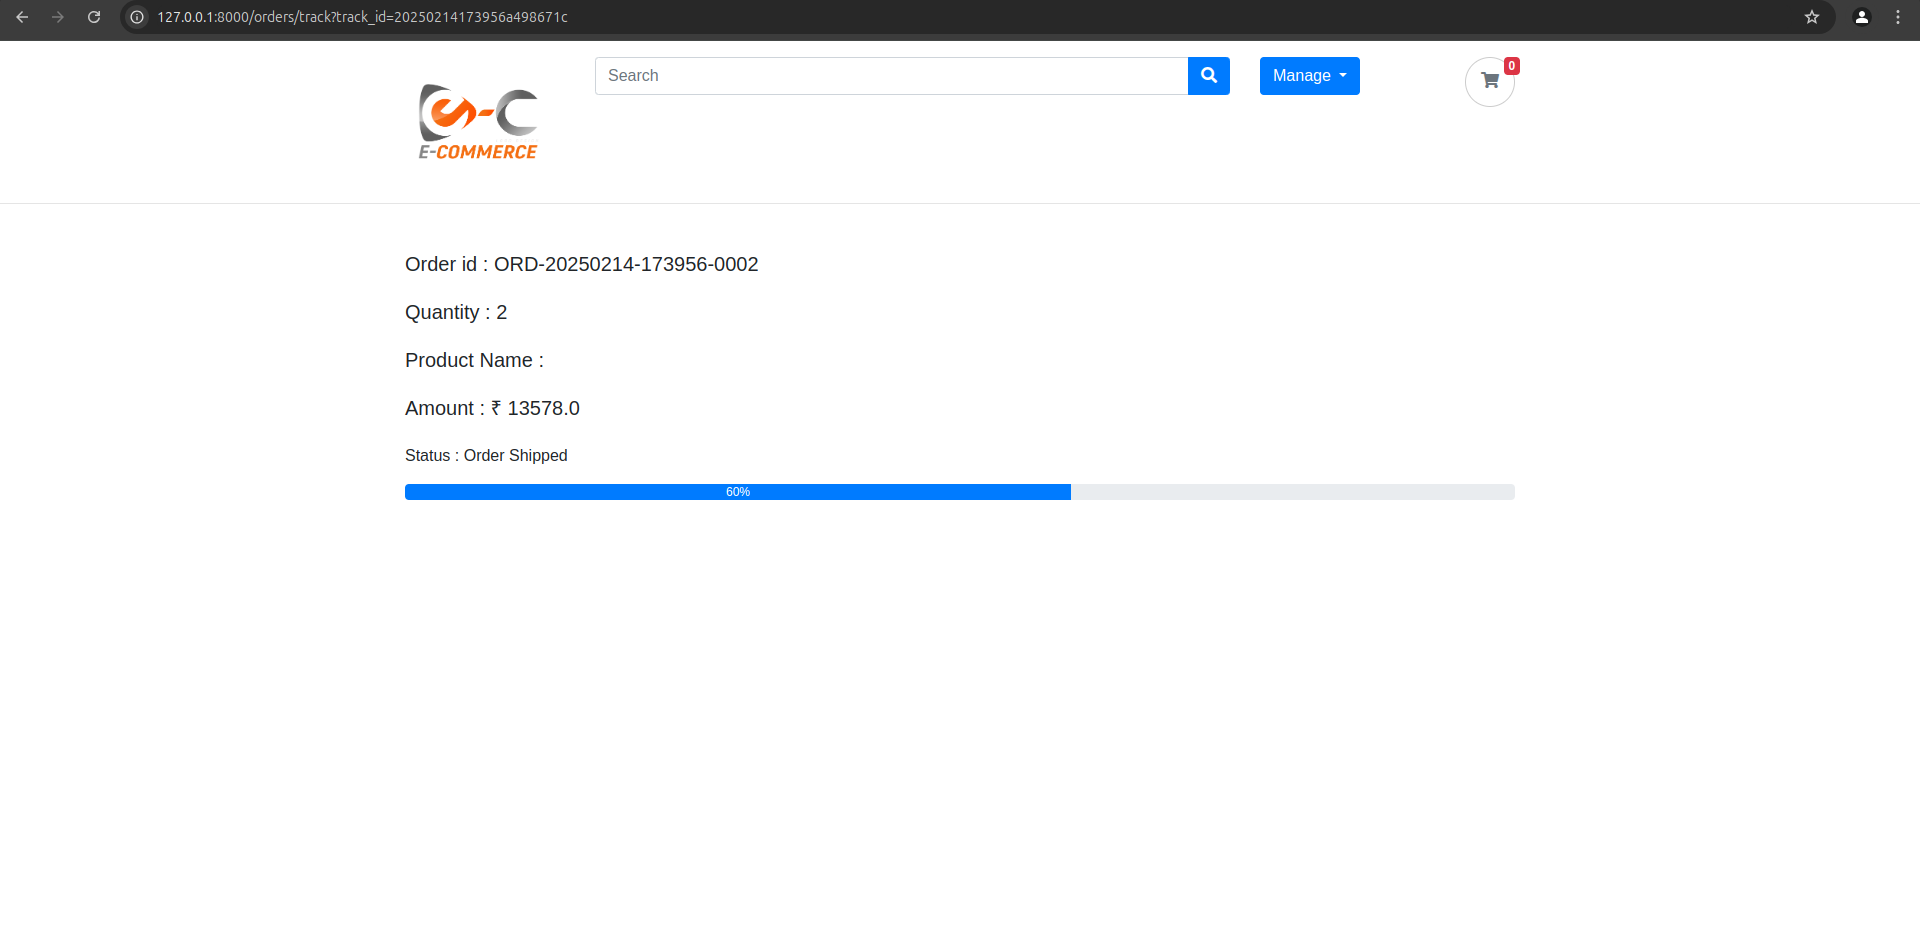 127.0.0.1:8000/orders/track?track_id=20250214173956a498671c
Search
Manage
0
E-COMMERCE
Order id : ORD-20250214-173956-0002
Quantity : 2
Product Name :
Amount : ₹ 13578.0
Status : Order Shipped
60%